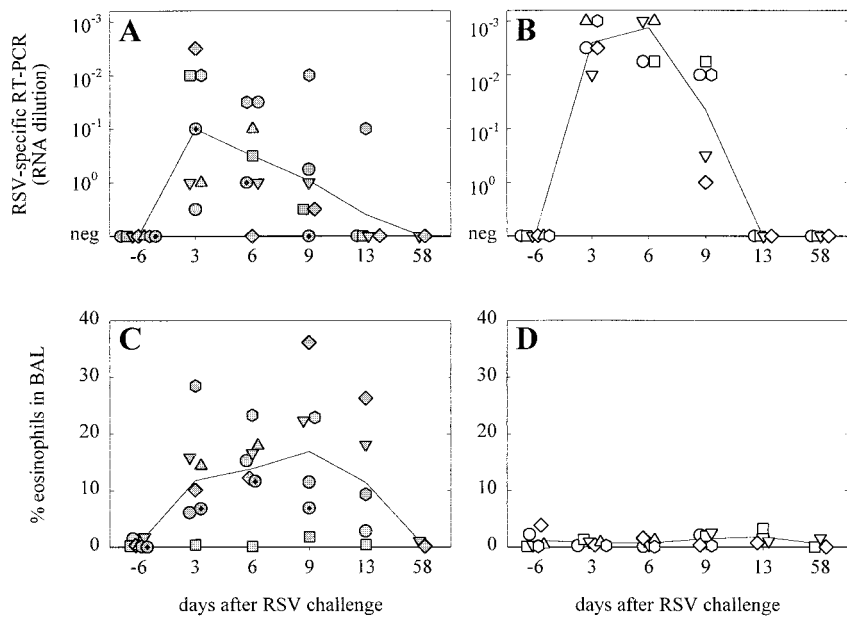 A
B
RSV-specific RT-PCR
(RNA dilution)
10⁻³
10⁻²
10⁻¹
10⁰
neg
-6 3 6 9 13 58
10⁻³
10⁻²
10⁻¹
10⁰
neg
-6 3 6 9 13 58
C
D
% eosinophils in BAL
40
30
20
10
0
-6 3 6 9 13 58
days after RSV challenge
40
30
20
10
0
-6 3 6 9 13 58
days after RSV challenge